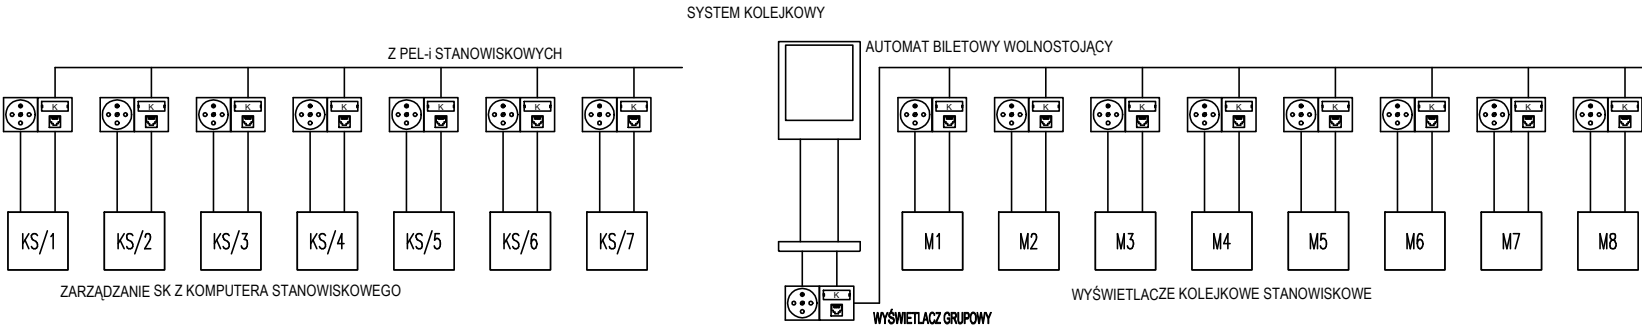 SYSTEM KOLEJKOWY
Z PEL-i STANOWISKOWYCH
AUTOMAT BILETOWY WOLNOSTOJĄCY
K K K K K K K K K K K K K K K
KS/1 KS/2 KS/3 KS/4 KS/5 KS/6 KS/7 M1 M2 M3 M4 M5 M6 M7 M8
ZARZĄDZANIE SK Z KOMPUTERA STANOWISKOWEGO
WYŚWIETLACZE KOLEJKOWE STANOWISKOWE
K
WYŚWIETLACZ GRUPOWY